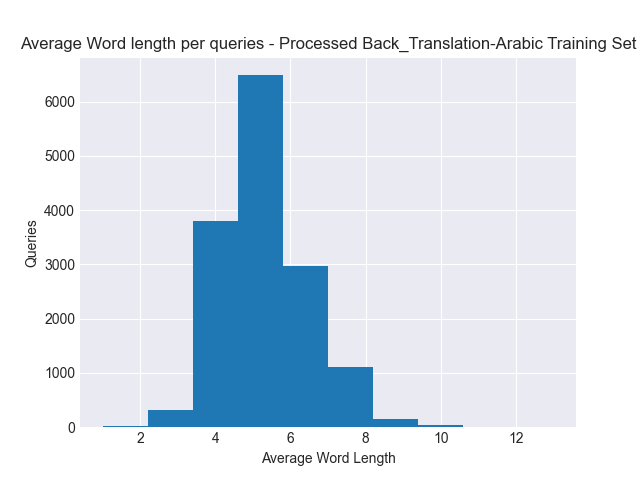 Average Word length per queries - Processed Back_Translation-Arabic Training Set
Queries
6000
5000
4000
3000
2000
1000
0
2 4 6 8 10 12
Average Word Length